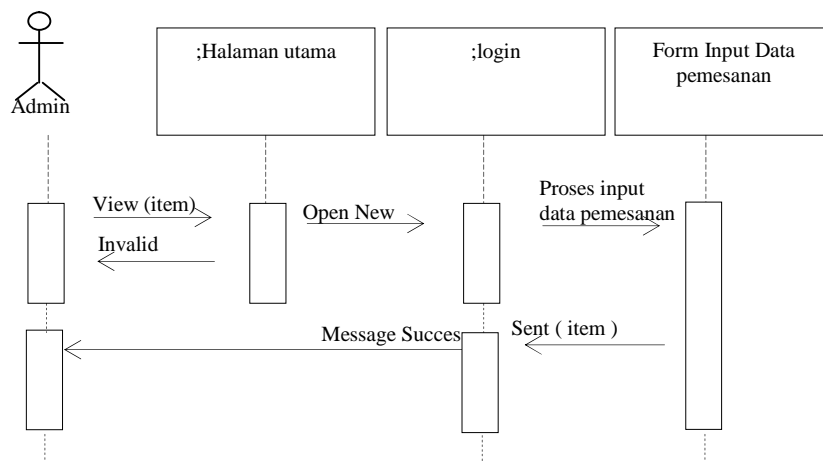 ;Halaman utama
;login
Form Input Data
pemesanan
Admin
View (item)
Open New
Proses input
data pemesanan
Invalid
Message Succes
Sent ( item )